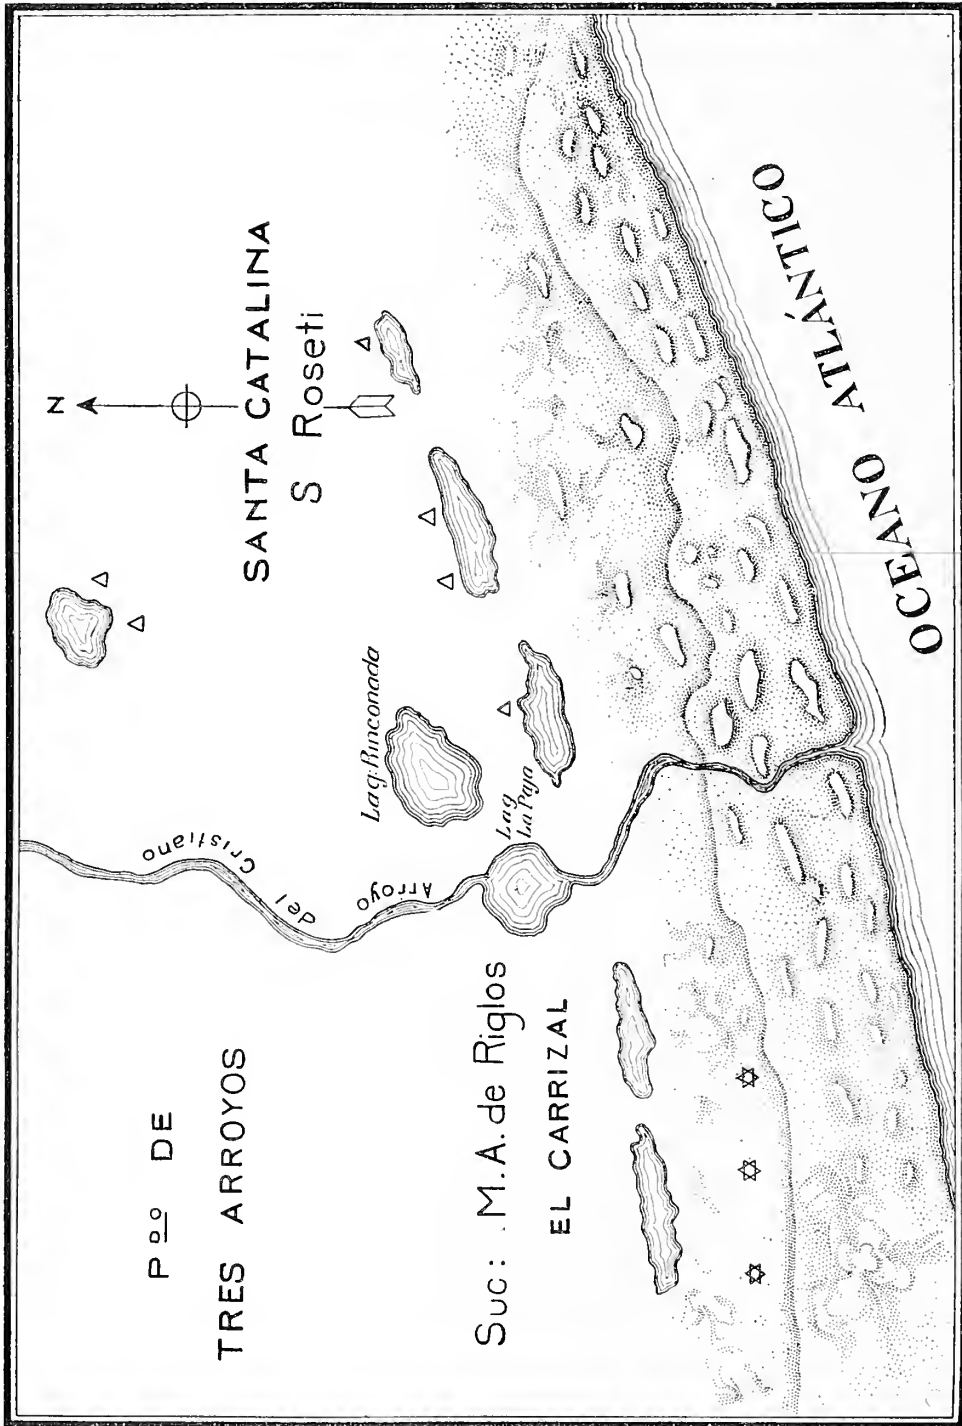 N
SANTA CATALINA
S Roseti
Lag. Rinconada
Lag
La Paja
Arroyo del Cristiano
Pᵈᵒ DE
TRES ARROYOS
Suc: M. A. de Riglos
EL CARRIZAL
OCEANO ATLÁNTICO